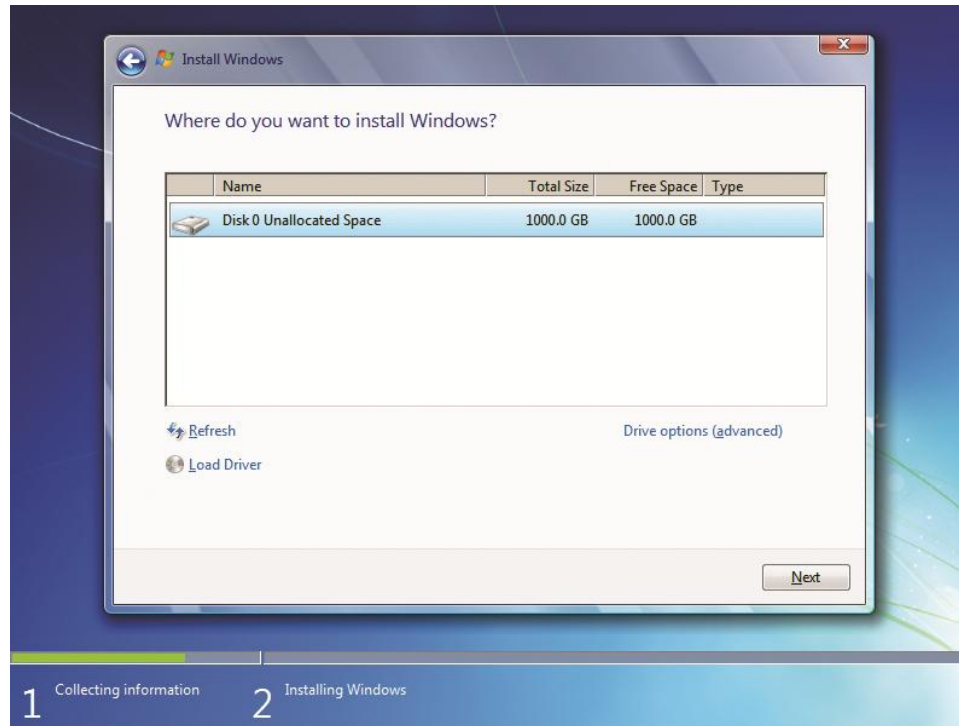 Install Windows
Where do you want to install Windows?
Name Total Size Free Space Type
Disk 0 Unallocated Space 1000.0 GB 1000.0 GB
Refresh Drive options (advanced)
Load Driver
Next
1 Collecting information 2 Installing Windows